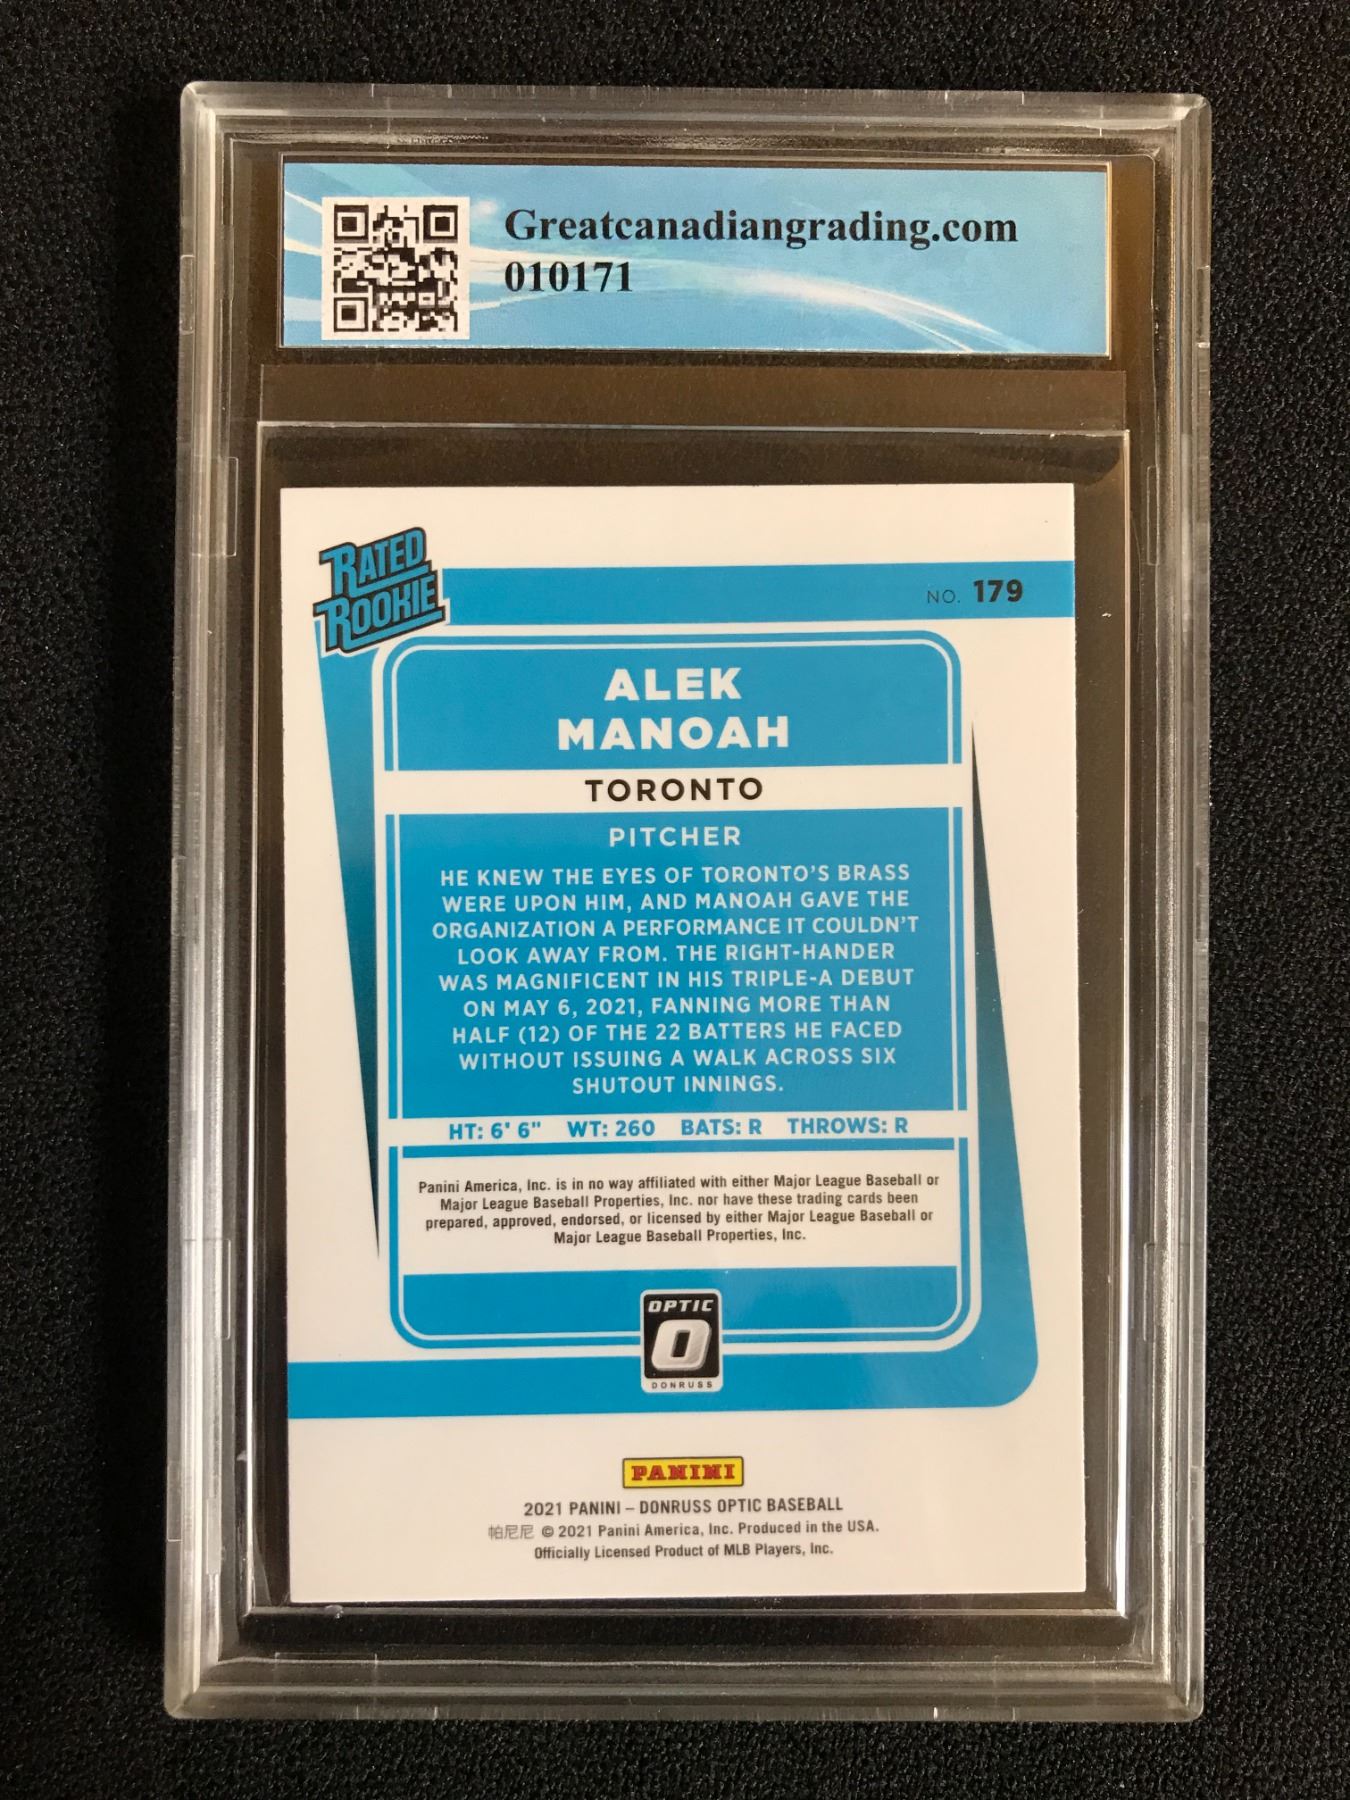 Greatcanadiangrading.com
010171
RATED
ROOKIE
NO. 179
ALEK
MANOAH
TORONTO
PITCHER
HE KNEW THE EYES OF TORONTO'S BRASS
WERE UPON HIM, AND MANOAH GAVE THE
ORGANIZATION A PERFORMANCE IT COULDN'T
LOOK AWAY FROM. THE RIGHT-HANDER
WAS MAGNIFICENT IN HIS TRIPLE-A DEBUT
ON MAY 6, 2021, FANNING MORE THAN
HALF (12) OF THE 22 BATTERS HE FACED
WITHOUT ISSUING A WALK ACROSS SIX
SHUTOUT INNINGS.
HT: 6' 6" WT: 260 BATS: R THROWS: R
Panini America, Inc. is in no way affiliated with either Major League Baseball or
Major League Baseball Properties, Inc. nor have these trading cards been
prepared, approved, endorsed, or licensed by either Major League Baseball or
Major League Baseball Properties, Inc.
OPTIC
O
DONRUSS
PANINI
2021 PANINI – DONRUSS OPTIC BASEBALL
帕尼尼 © 2021 Panini America, Inc. Produced in the USA.
Officially Licensed Product of MLB Players, Inc.